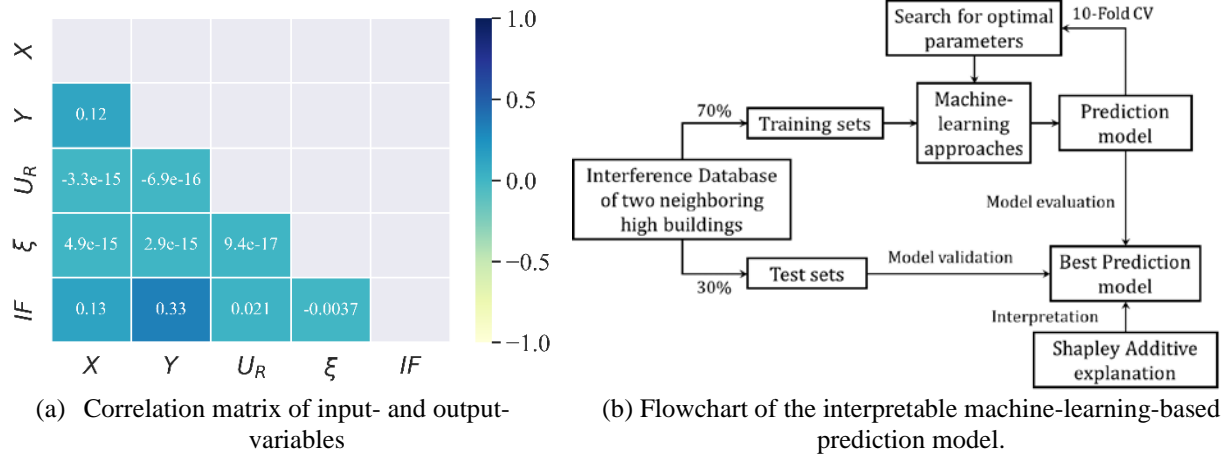 X
Y
U_R
ξ
IF
0.12
-3.3e-15 -6.9e-16
4.9e-15 2.9e-15 9.4e-17
0.13 0.33 0.021 -0.0037
X Y U_R ξ IF
1.0
0.5
0.0
−0.5
−1.0
(a) Correlation matrix of input- and output-
variables
Search for optimal
parameters
10-Fold CV
70%
Training sets
Machine-
learning
approaches
Prediction
model
Interference Database
of two neighboring
high buildings
Model evaluation
30%
Test sets
Model validation
Best Prediction
model
Interpretation
Shapley Additive
explanation
(b) Flowchart of the interpretable machine-learning-based
prediction model.